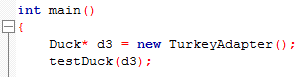 int main()
{
Duck* d3 = new TurkeyAdapter();
testDuck(d3);